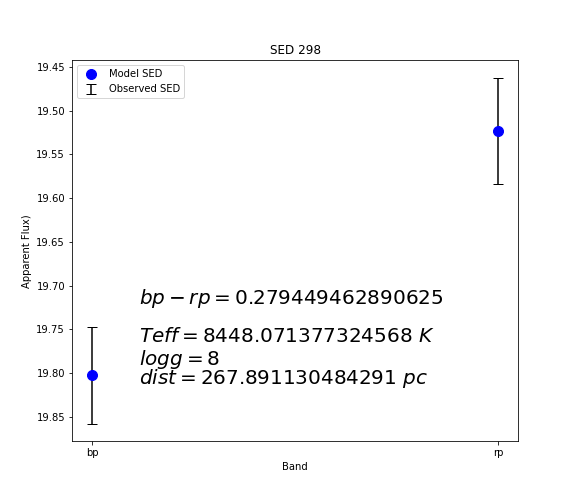 SED 298
Model SED
Observed SED
19.45
19.50
19.55
19.60
19.65
19.70
19.75
19.80
19.85
Apparent Flux)
bp − rp = 0.279449462890625
Teff = 8448.071377324568 K
logg = 8
dist = 267.891130484291 pc
bp
rp
Band